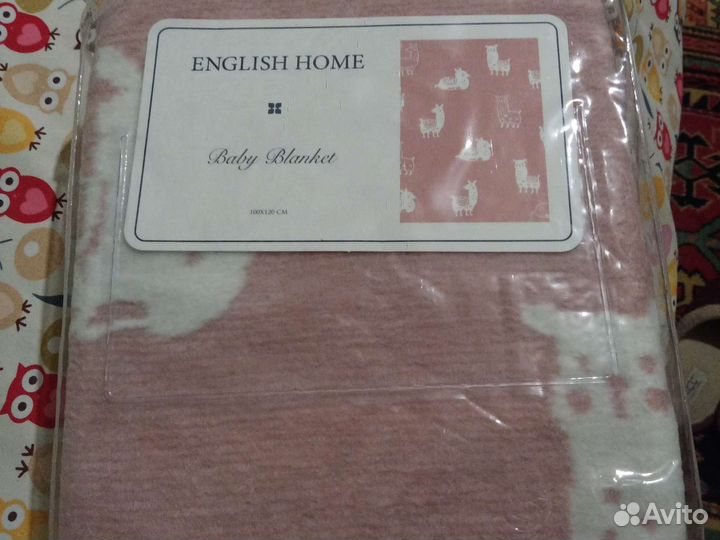 ENGLISH HOME
Baby Blanket
100X120 CM
Avito